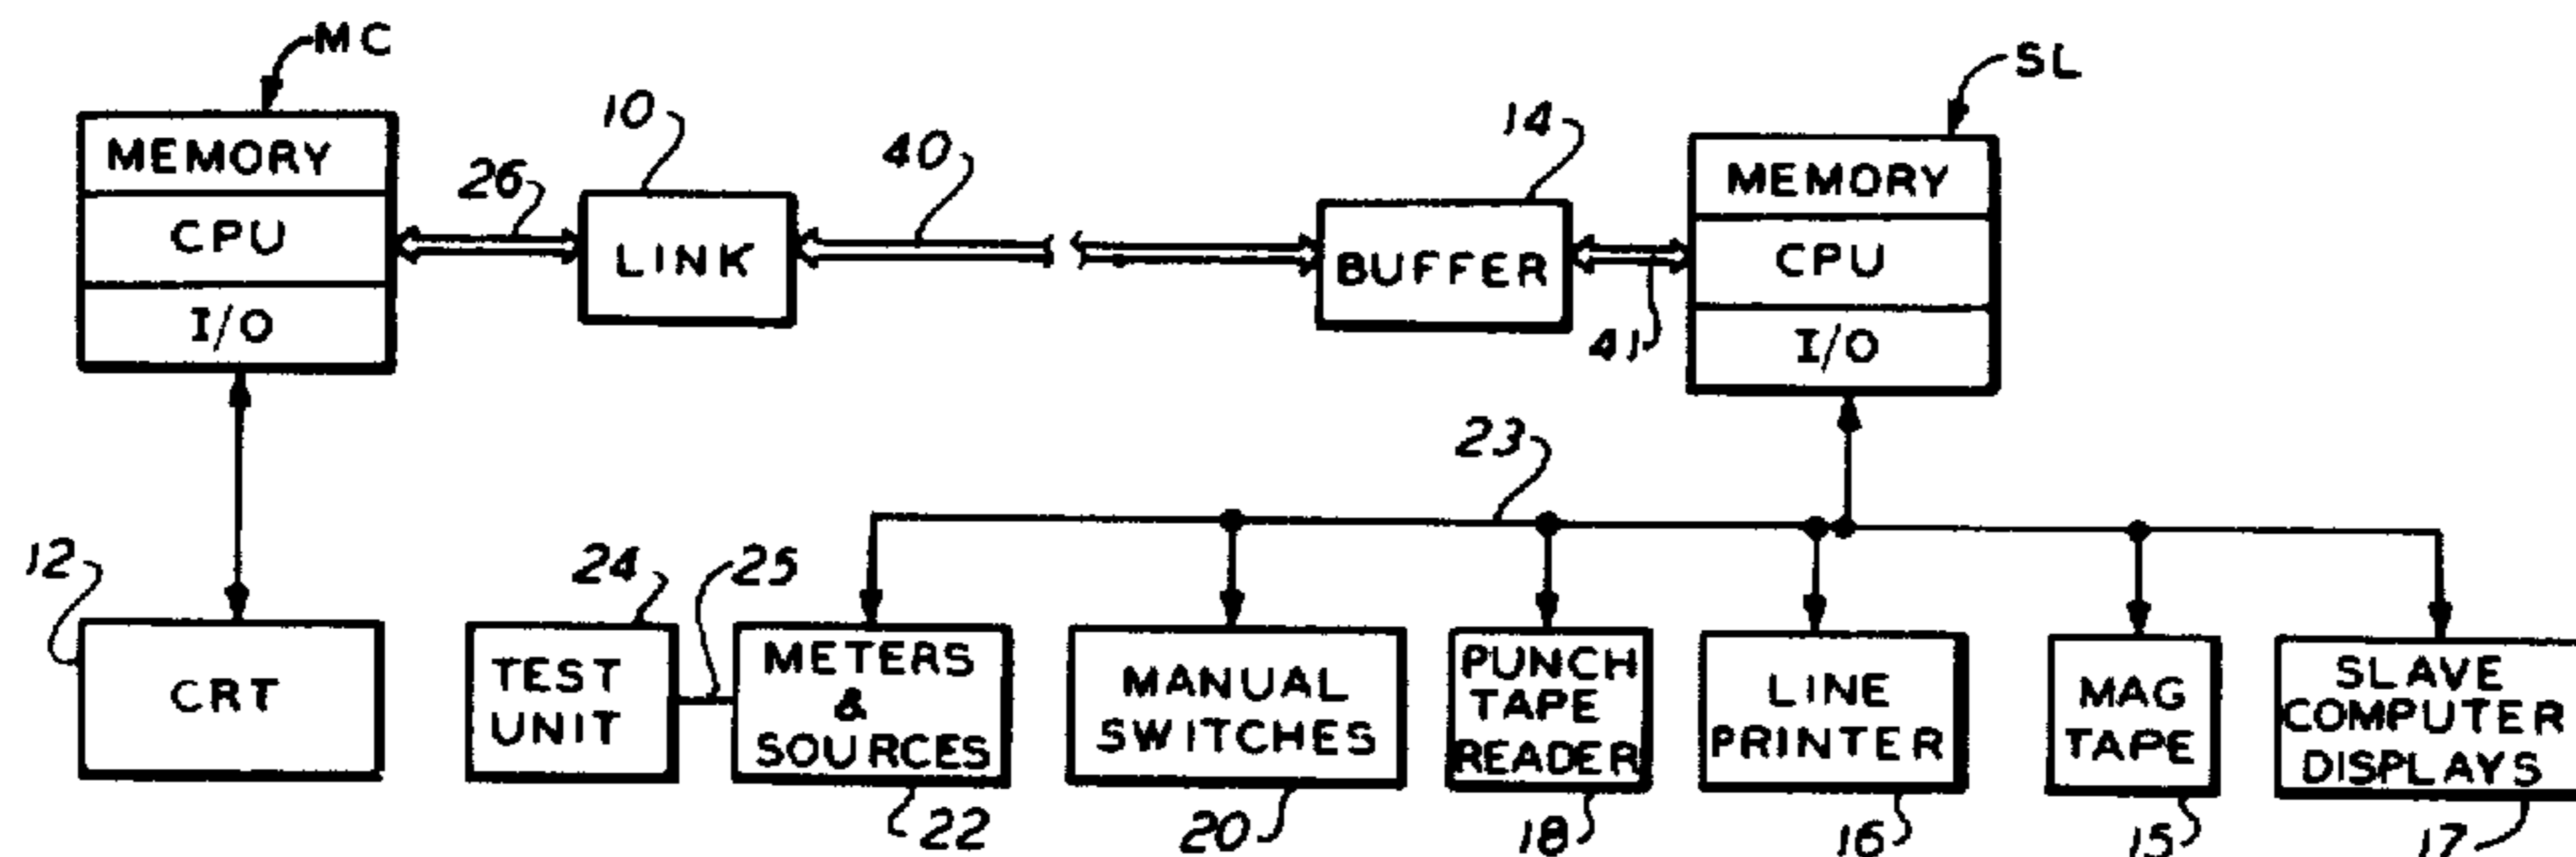 MC
SL
10
14
40
26
MEMORY
CPU
I/O
LINK
BUFFER
41
MEMORY
CPU
I/O
23
12
24
25
CRT
TEST
UNIT
METERS
&
SOURCES
MANUAL
SWITCHES
PUNCH
TAPE
READER
LINE
PRINTER
MAG
TAPE
SLAVE
COMPUTER
DISPLAYS
22
20
18
16
15
17